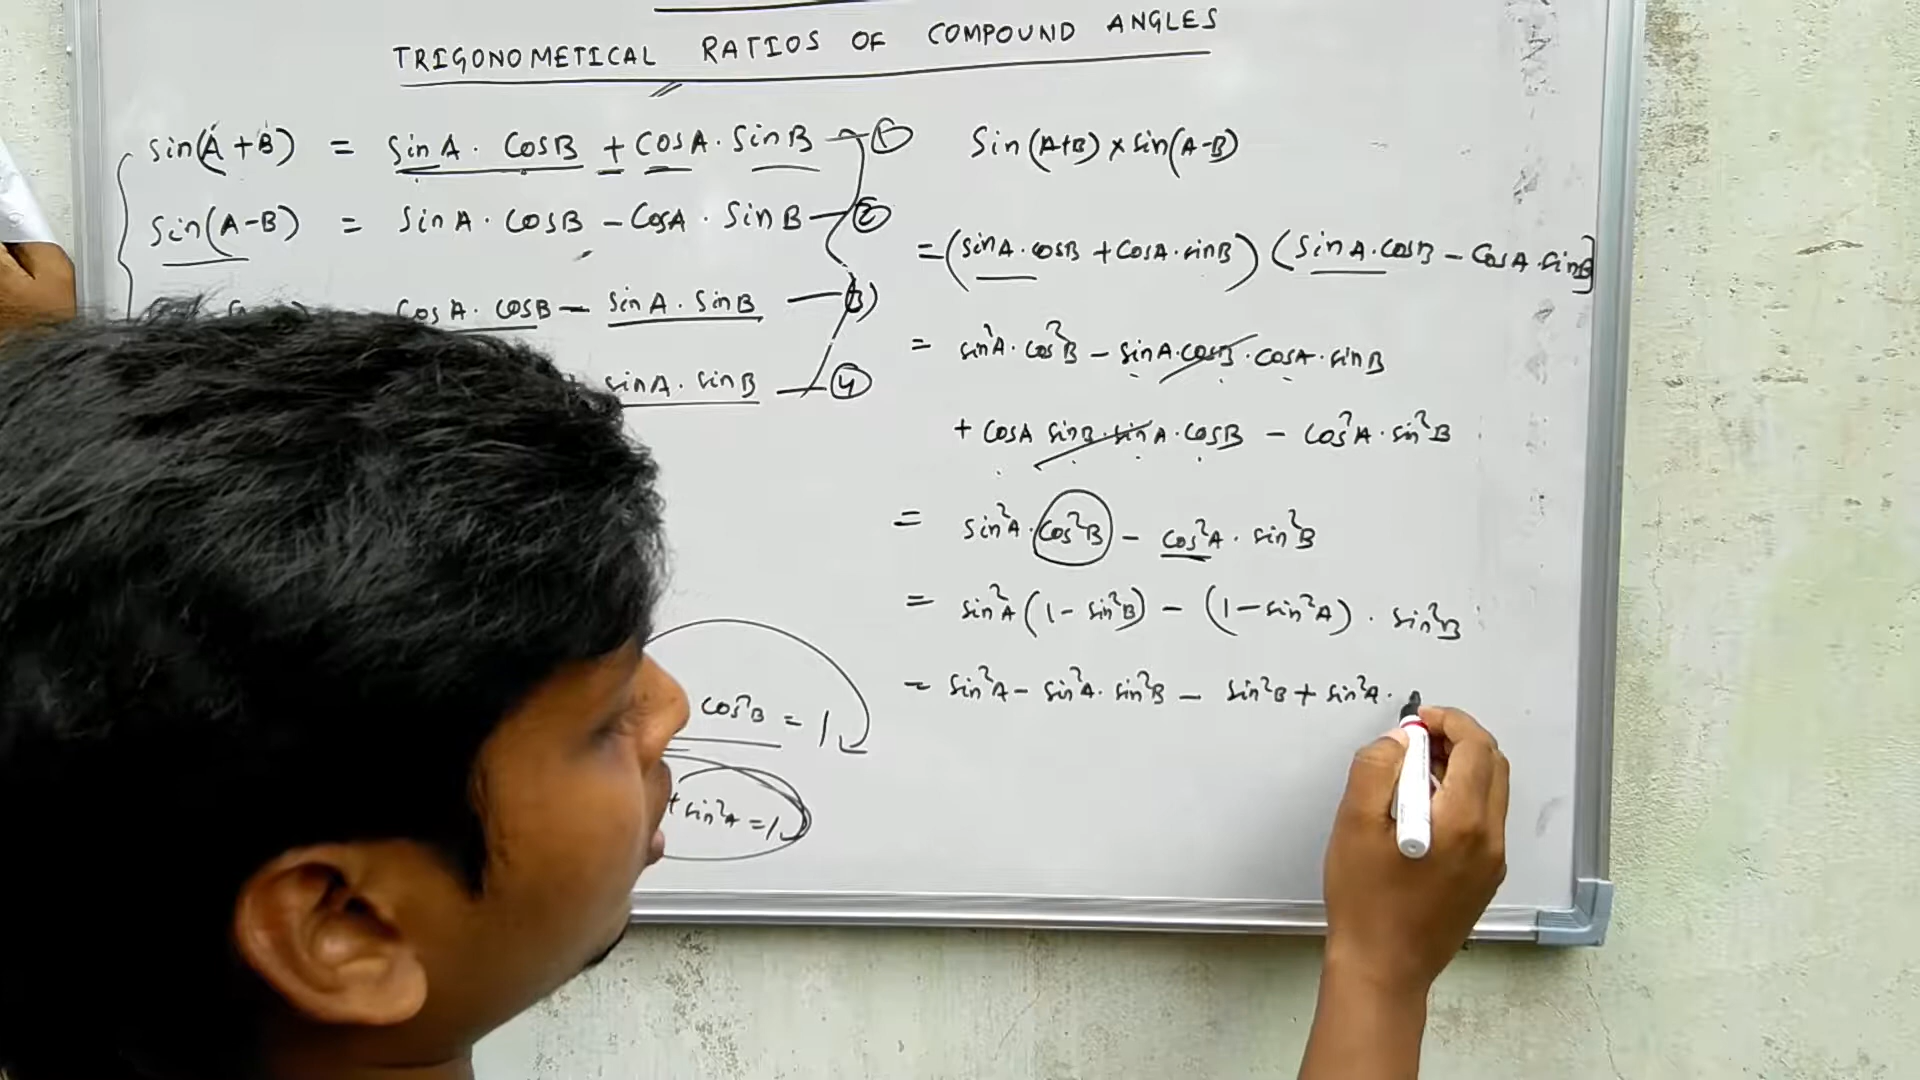 TRIGONOMETICAL RATIOS OF COMPOUND ANGLES
sin(A+B) = sinA . cosB + cosA . sinB — ①
sin(A-B) = sinA . cosB - cosA . sinB — ②
cosA . cosB - sinA . sinB — 3)
sinA . sinB — ④
cos²B = 1
+ sin²A = 1
Sin(A+B) × sin(A-B)
= (sinA . cosB + cosA . sinB) (sinA . cosB - cosA . sinB]
= sin²A . cos²B - sinA . cosB . cosA . sinB
+ cosA sinB . sinA . cosB - cos²A . sin²B
= sin²A . cos²B - cos²A . sin²B
= sin²A (1 - sin²B) - (1 - sin²A) . sin²B
= sin²A - sin²A . sin²B - sin²B + sin²A .